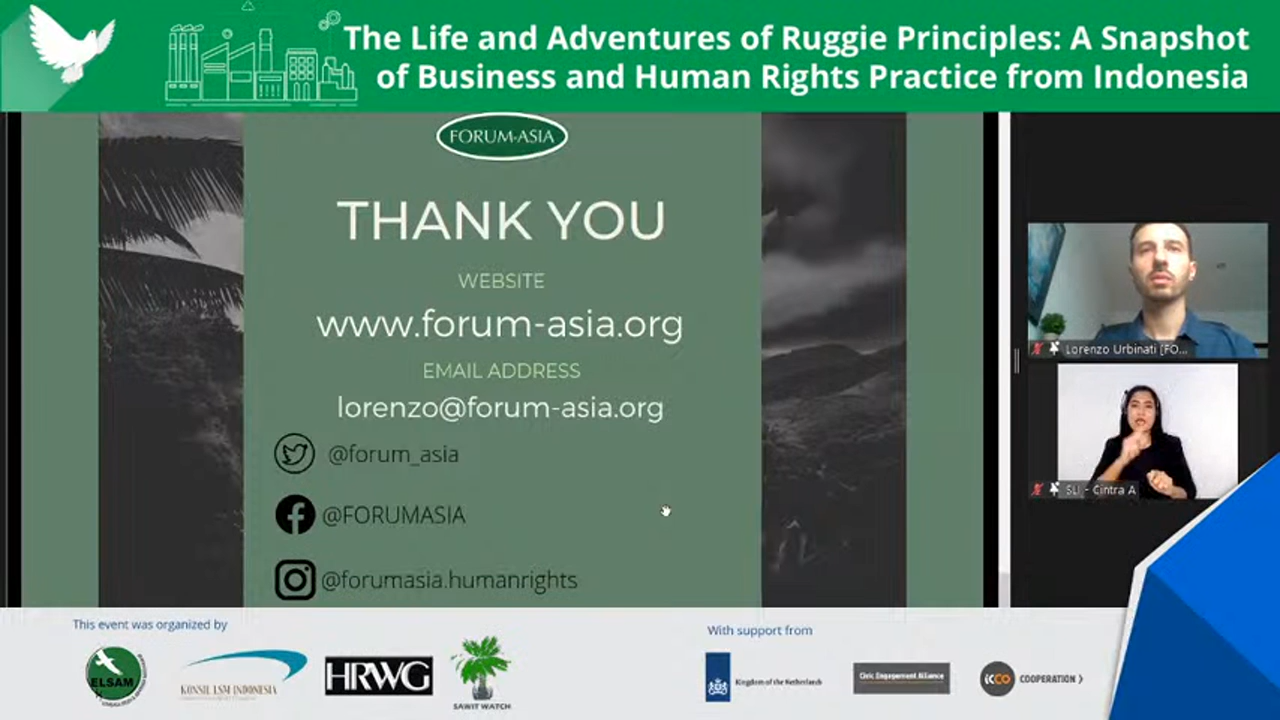 The Life and Adventures of Ruggie Principles: A Snapshot
of Business and Human Rights Practice from Indonesia
FORUM-ASIA
THANK YOU
WEBSITE
www.forum-asia.org
EMAIL ADDRESS
lorenzo@forum-asia.org
@forum_asia
@FORUMASIA
@forumasia.humanrights
Lorenzo Urbinati [FO...
SLI - Cintra A
This event was organized by
ELSAM
KONSIL LSM INDONESIA
HRWG
SAWIT WATCH
With support from
Kingdom of the Netherlands
Civic Engagement Alliance
icco COOPERATION